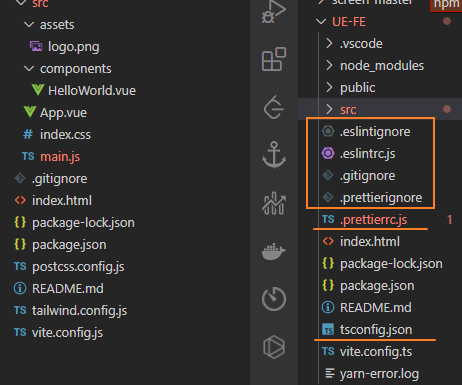 src
assets
logo.png
components
HelloWorld.vue
App.vue
# index.css
TS main.js
.gitignore
<> index.html
{} package-lock.json
{} package.json
TS postcss.config.js
README.md
TS tailwind.config.js
TS vite.config.js
screen-master
npm
UE-FE
.vscode
node_modules
public
src
.eslintignore
.eslintrc.js
.gitignore
.prettierignore
TS .prettierrc.js 1
<> index.html
{} package-lock.json
{} package.json
README.md
TS tsconfig.json
TS vite.config.ts
yarn-error.log